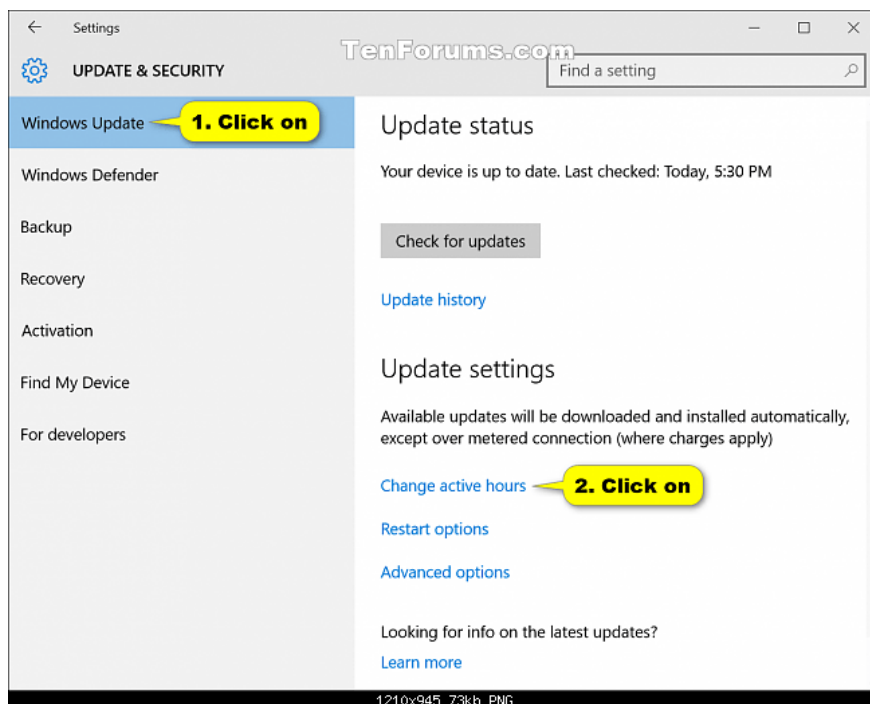 Settings
TenForums.com
UPDATE & SECURITY
Find a setting
Windows Update
1. Click on
Windows Defender
Backup
Recovery
Activation
Find My Device
For developers
Update status
Your device is up to date. Last checked: Today, 5:30 PM
Check for updates
Update history
Update settings
Available updates will be downloaded and installed automatically,
except over metered connection (where charges apply)
Change active hours
2. Click on
Restart options
Advanced options
Looking for info on the latest updates?
Learn more
1210x945 73kb PNG